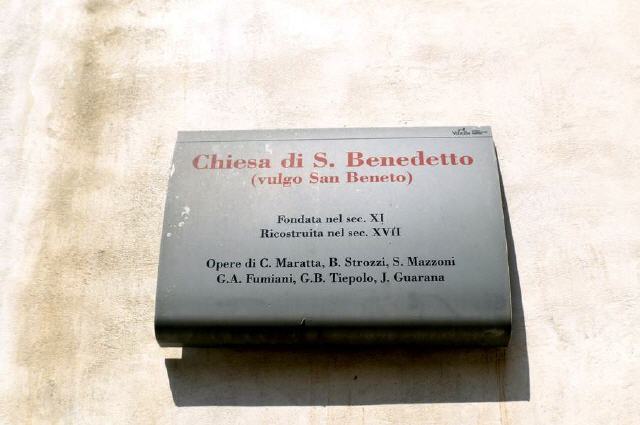 Chiesa di S. Benedetto
(vulgo San Beneto)
Fondata nel sec. XI
Ricostruita nel sec. XVII
Opere di C. Maratta, B. Strozzi, S. Mazzoni
G.A. Fumiani, G.B. Tiepolo, J. Guarana